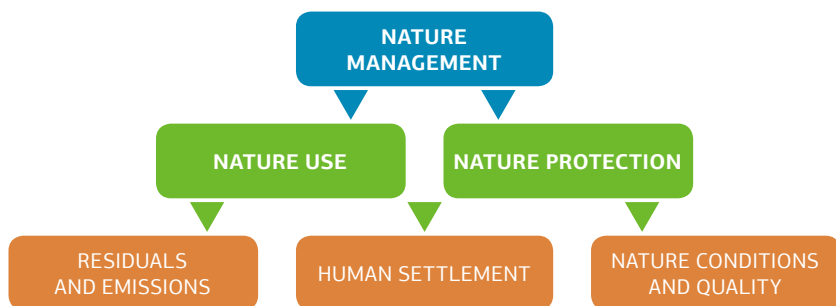 NATURE
MANAGEMENT
NATURE USE
NATURE PROTECTION
RESIDUALS
AND EMISSIONS
HUMAN SETTLEMENT
NATURE CONDITIONS
AND QUALITY